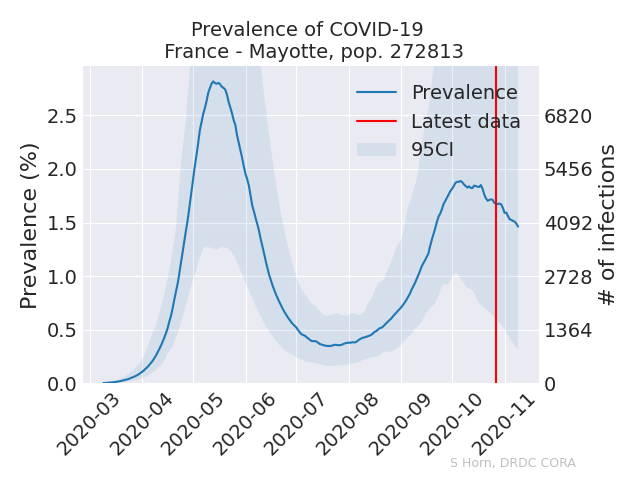 Prevalence of COVID-19
France - Mayotte, pop. 272813
Prevalence (%)
2.5
2.0
1.5
1.0
0.5
0.0
Prevalence
Latest data
95CI
6820
5456
4092
2728
1364
0
# of infections
2020-03
2020-04
2020-05
2020-06
2020-07
2020-08
2020-09
2020-10
2020-11
S Horn, DRDC CORA